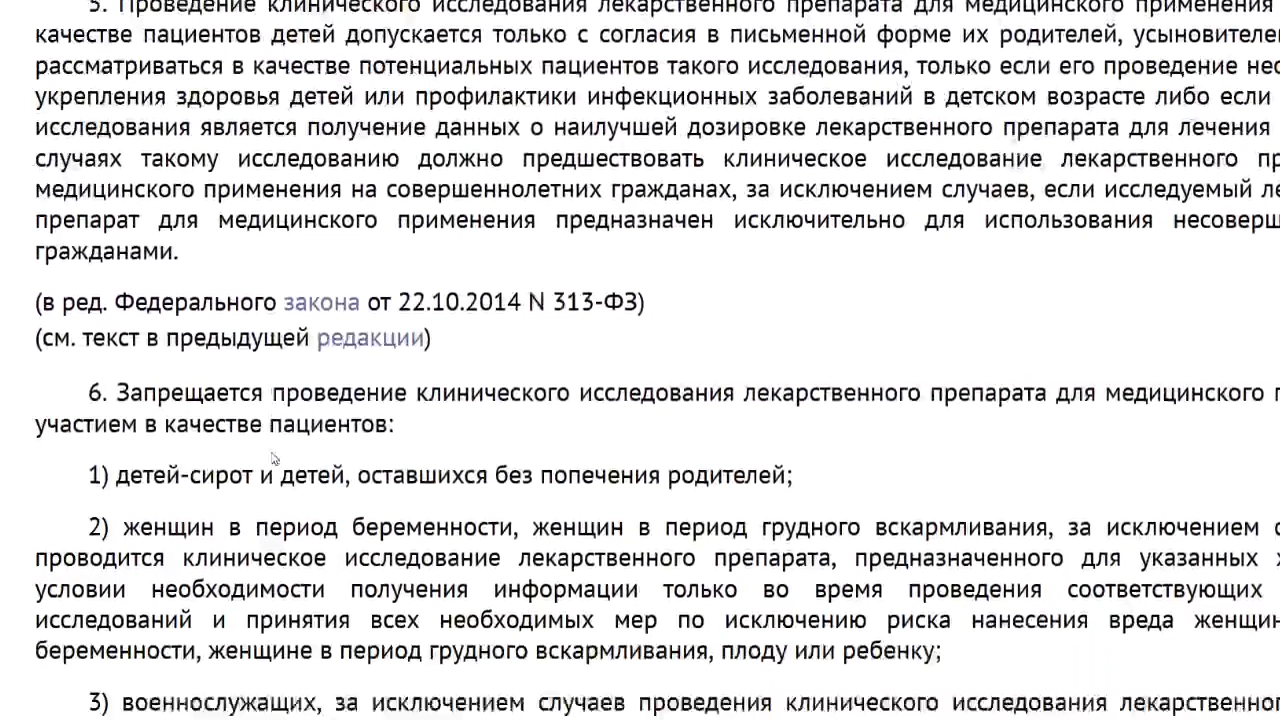 5. Проведение клинического исследования лекарственного препарата для медицинского применения
качестве пациентов детей допускается только с согласия в письменной форме их родителей,
рассматриваться в качестве потенциальных пациентов такого исследования, только если его проведение
укрепления здоровья детей или профилактики инфекционных заболеваний в детском возрасте либо если
исследования является получение данных о наилучшей дозировке лекарственного препарата для лечения
случаях такому исследованию должно предшествовать клиническое исследование лекарственного
медицинского применения на совершеннолетних гражданах, за исключением случаев, если исследуемый
препарат для медицинского применения предназначен исключительно для использования
гражданами.
(в ред. Федерального закона от 22.10.2014 N 313-ФЗ)
(см. текст в предыдущей редакции)
6. Запрещается проведение клинического исследования лекарственного препарата для медицинского
участием в качестве пациентов:
1) детей-сирот и детей, оставшихся без попечения родителей;
2) женщин в период беременности, женщин в период грудного вскармливания, за исключением
проводится клиническое исследование лекарственного препарата, предназначенного для указанных
условии необходимости получения информации только во время проведения соответствующих
исследований и принятия всех необходимых мер по исключению риска нанесения вреда
беременности, женщине в период грудного вскармливания, плоду или ребенку;
3) военнослужащих, за исключением случаев проведения клинического исследования